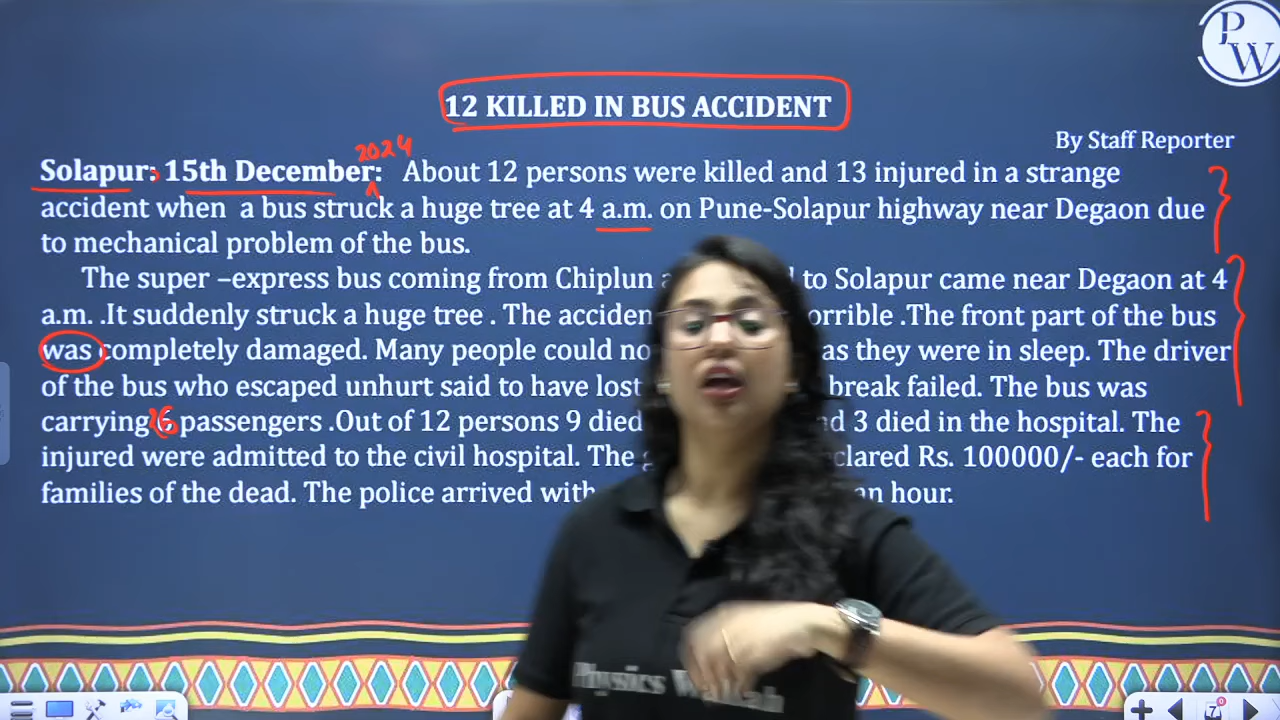 PW
12 KILLED IN BUS ACCIDENT
By Staff Reporter
2024
Solapur: 15th December: About 12 persons were killed and 13 injured in a strange
accident when a bus struck a huge tree at 4 a.m. on Pune-Solapur highway near Degaon due
to mechanical problem of the bus.
The super –express bus coming from Chiplun to Solapur came near Degaon at 4
a.m. .It suddenly struck a huge tree . The .The front part of the bus
was completely damaged. Many people could as they were in sleep. The driver
of the bus who escaped unhurt said to have lost break failed. The bus was
carrying passengers .Out of 12 persons 9 died 3 died in the hospital. The
injured were admitted to the civil hospital. The Rs. 100000/- each for
families of the dead. The police arrived hour.
Physics Wallah
7